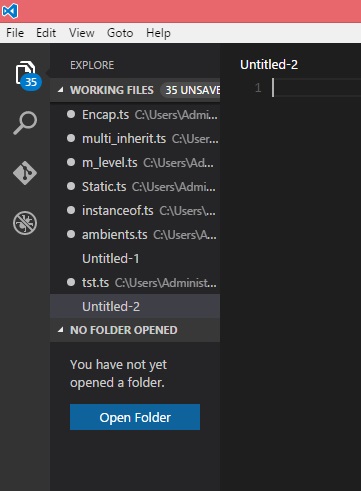 File Edit View Goto Help
EXPLORE
WORKING FILES 35 UNSAVE
Encap.ts C:\Users\Admi...
multi_inherit.ts C:\User...
m_level.ts C:\Users\Ad...
Static.ts C:\Users\Admi...
instanceof.ts C:\Users\...
ambients.ts C:\Users\A...
Untitled-1
tst.ts C:\Users\Administ...
Untitled-2
NO FOLDER OPENED
You have not yet
opened a folder.
Open Folder
35
Untitled-2
1